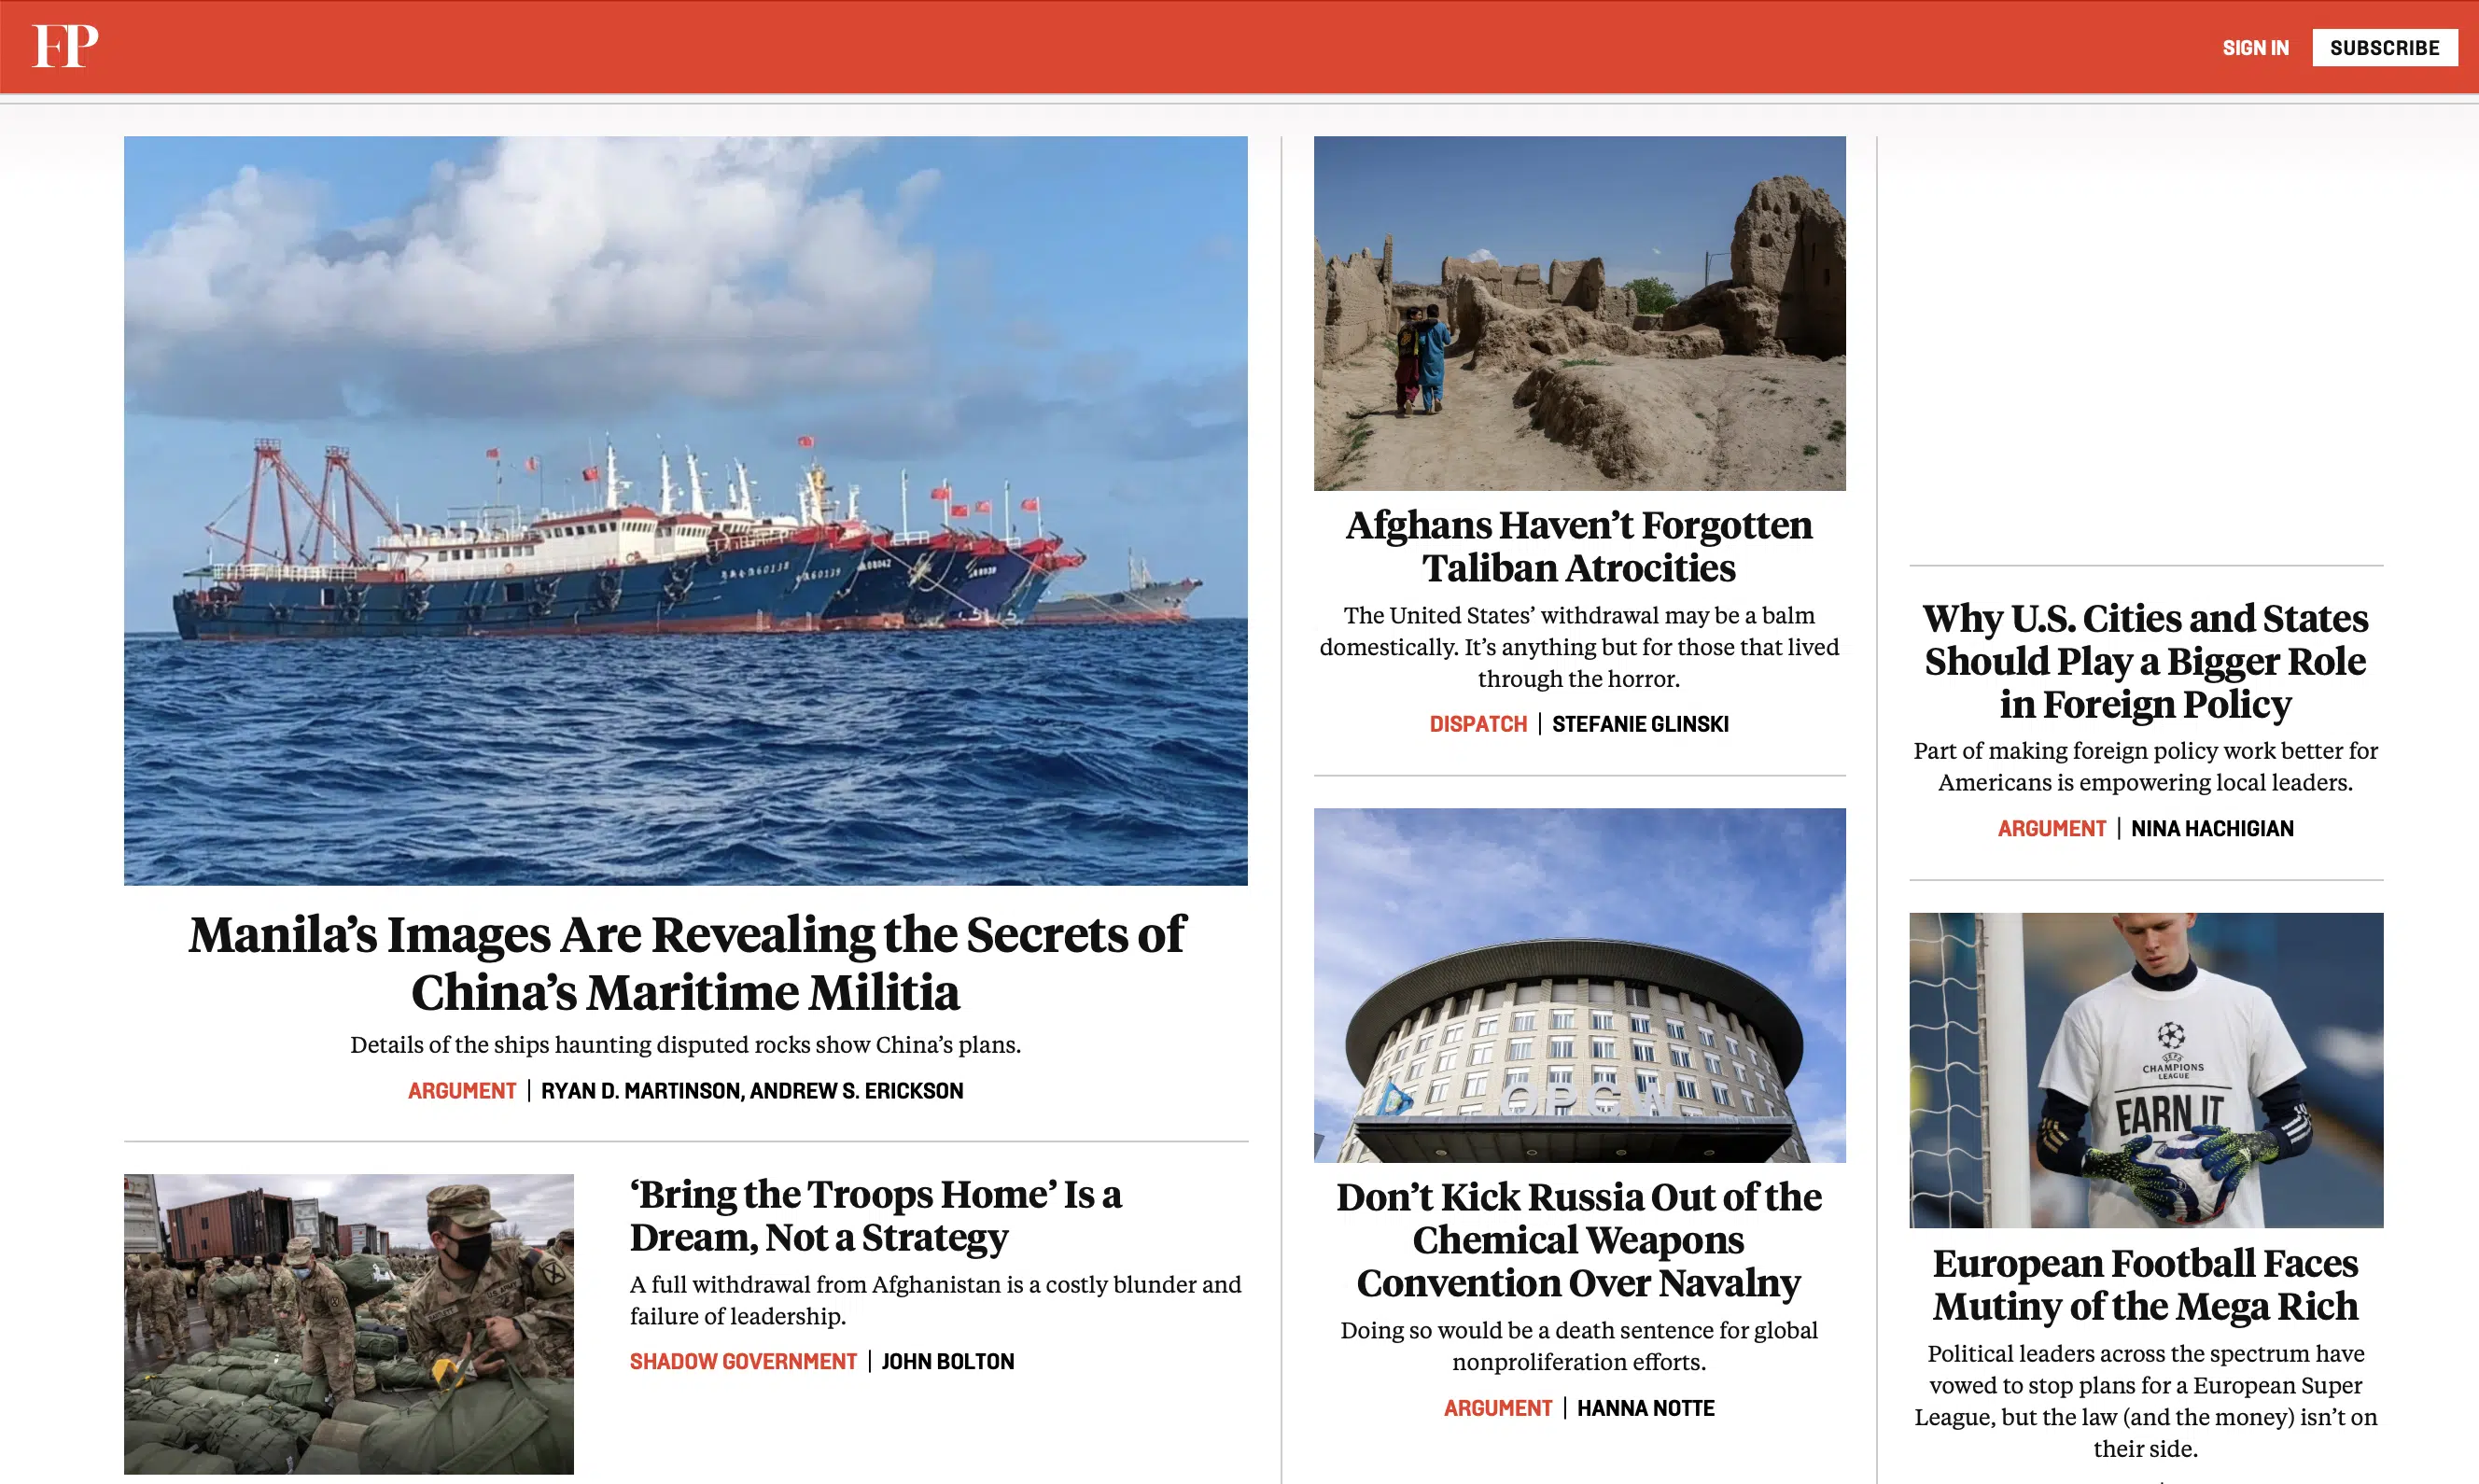 FP
SIGN IN
SUBSCRIBE
60138
60139
08042
Manila’s Images Are Revealing the Secrets of
China’s Maritime Militia
Details of the ships haunting disputed rocks show China’s plans.
ARGUMENT | RYAN D. MARTINSON, ANDREW S. ERICKSON
‘Bring the Troops Home’ Is a
Dream, Not a Strategy
A full withdrawal from Afghanistan is a costly blunder and
failure of leadership.
SHADOW GOVERNMENT | JOHN BOLTON
Afghans Haven’t Forgotten
Taliban Atrocities
The United States’ withdrawal may be a balm
domestically. It’s anything but for those that lived
through the horror.
DISPATCH | STEFANIE GLINSKI
OPCW
Don’t Kick Russia Out of the
Chemical Weapons
Convention Over Navalny
Doing so would be a death sentence for global
nonproliferation efforts.
ARGUMENT | HANNA NOTTE
Why U.S. Cities and States
Should Play a Bigger Role
in Foreign Policy
Part of making foreign policy work better for
Americans is empowering local leaders.
ARGUMENT | NINA HACHIGIAN
UEFA
CHAMPIONS
LEAGUE
EARN IT
European Football Faces
Mutiny of the Mega Rich
Political leaders across the spectrum have
vowed to stop plans for a European Super
League, but the law (and the money) isn’t on
their side.